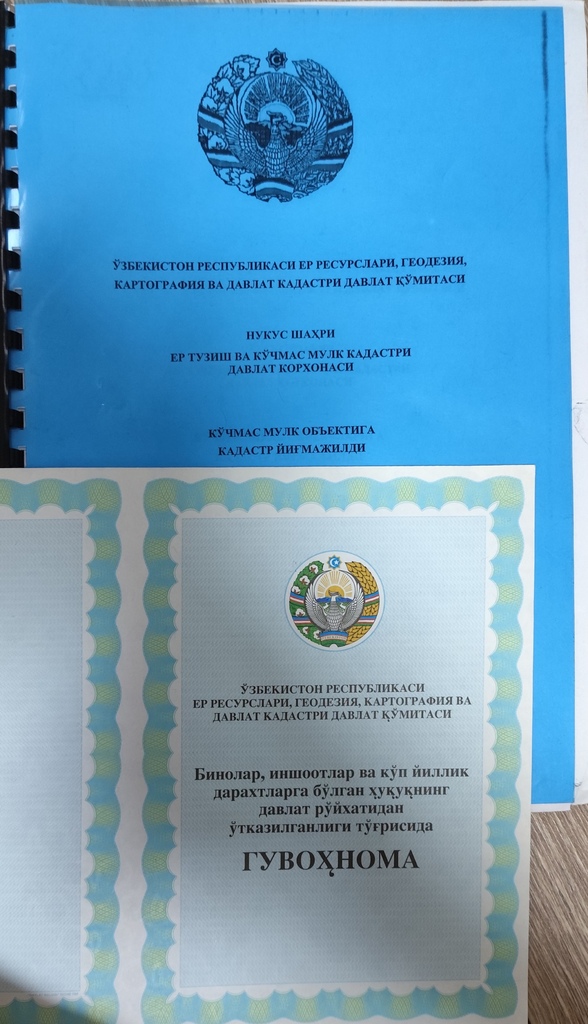 ЎЗБЕКИСТОН РЕСПУБЛИКАСИ ЕР РЕСУРСЛАРИ, ГЕОДЕЗИЯ,
КАРТОГРАФИЯ ВА ДАВЛАТ КАДАСТРИ ДАВЛАТ ҚЎМИТАСИ
НУКУС ШАҲРИ
ЕР ТУЗИШ ВА КЎЧМАС МУЛК КАДАСТРИ
ДАВЛАТ КОРХОНАСИ
КЎЧМАС МУЛК ОБЪЕКТИГА
КАДАСТР ЙИҒМАЖИЛДИ
ЎЗБЕКИСТОН РЕСПУБЛИКАСИ
ЕР РЕСУРСЛАРИ, ГЕОДЕЗИЯ, КАРТОГРАФИЯ ВА
ДАВЛАТ КАДАСТРИ ДАВЛАТ ҚЎМИТАСИ
Бинолар, иншоотлар ва кўп йиллик
дарахтларга бўлган ҳуқуқнинг
давлат рўйхатидан
ўтказилганлиги тўғрисида
ГУВОҲНОМА